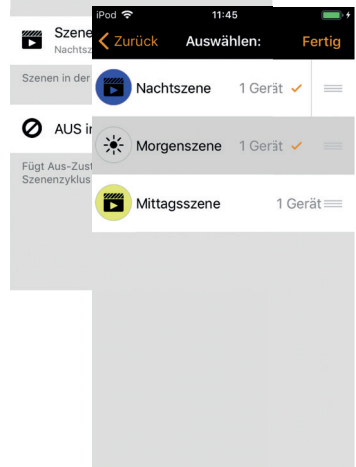 iPod 11:45
Zurück Auswählen: Fertig
Nachtszene 1 Gerät
Morgenszene 1 Gerät
Mittagsszene 1 Gerät
Szene
Nachtsz
Szenen in der
AUS in
Fügt Aus-Zust
Szenenzyklus